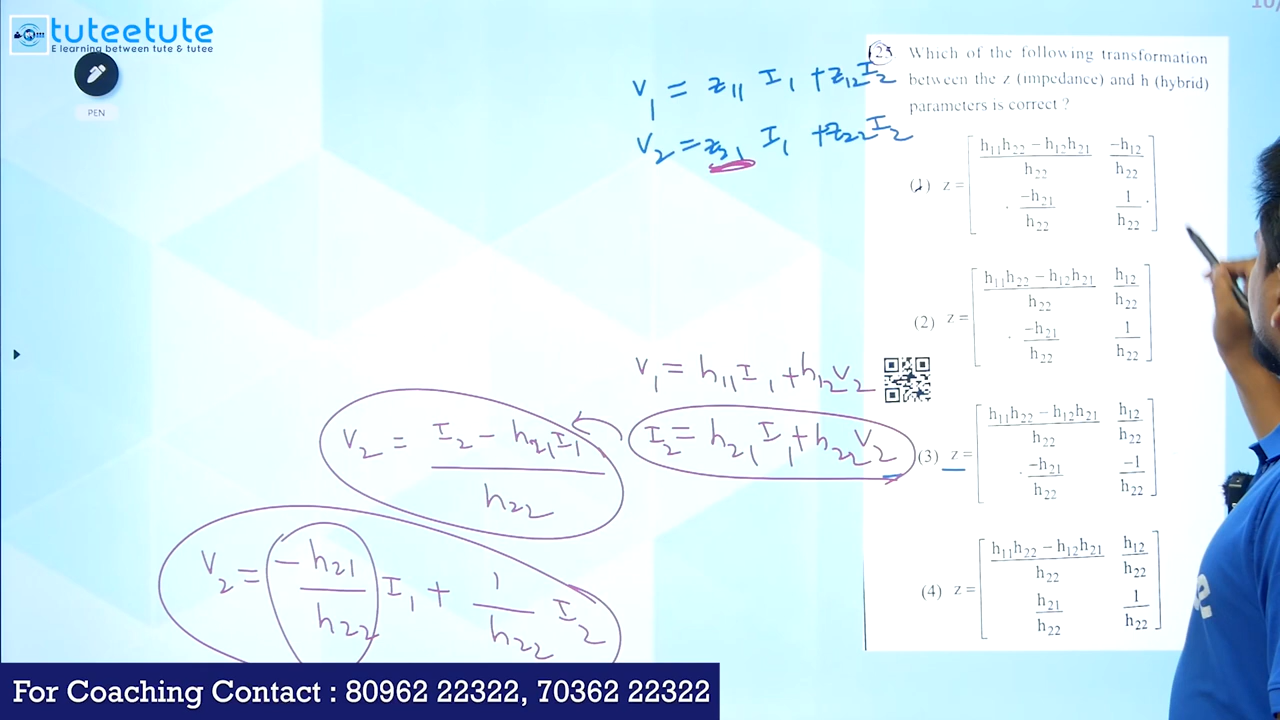 tuteetute
E learning between tute & tutee
PEN
V₁ = z₁₁ I₁ + z₁₂ I₂
V₂ = z₂₁ I₁ + z₂₂ I₂
25 Which of the following transformation
between the z (impedance) and h (hybrid)
parameters is correct ?
(1) z = [ (h₁₁h₂₂ − h₁₂h₂₁)/h₂₂  −h₁₂/h₂₂
−h₂₁/h₂₂  1/h₂₂ ]
(2) z = [ (h₁₁h₂₂ − h₁₂h₂₁)/h₂₂  h₁₂/h₂₂
−h₂₁/h₂₂  1/h₂₂ ]
(3) z = [ (h₁₁h₂₂ − h₁₂h₂₁)/h₂₂  h₁₂/h₂₂
−h₂₁/h₂₂  −1/h₂₂ ]
(4) z = [ (h₁₁h₂₂ − h₁₂h₂₁)/h₂₂  h₁₂/h₂₂
h₂₁/h₂₂  1/h₂₂ ]
V₁ = h₁₁ I₁ + h₁₂ V₂
I₂ = h₂₁ I₁ + h₂₂ V₂
V₂ = (I₂ − h₂₁ I₁)/h₂₂
V₂ = −h₂₁/h₂₂ I₁ + 1/h₂₂ I₂
For Coaching Contact : 80962 22322, 70362 22322